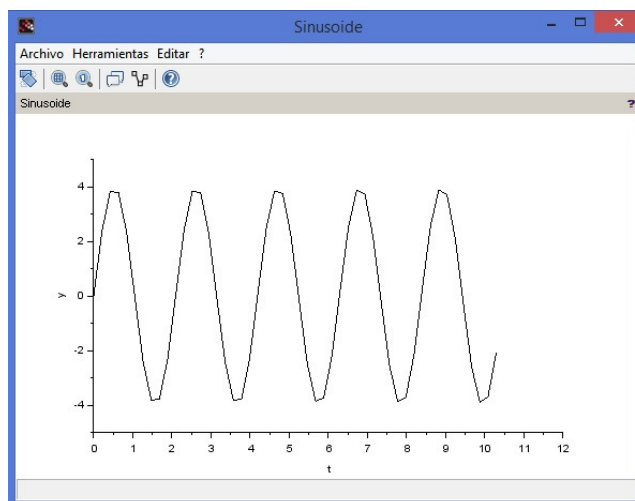 Sinusoide
Archivo Herramientas Editar ?
Sinusoide ?
4
2
y 0
-2
-4
0 1 2 3 4 5 6 7 8 9 10 11 12
t